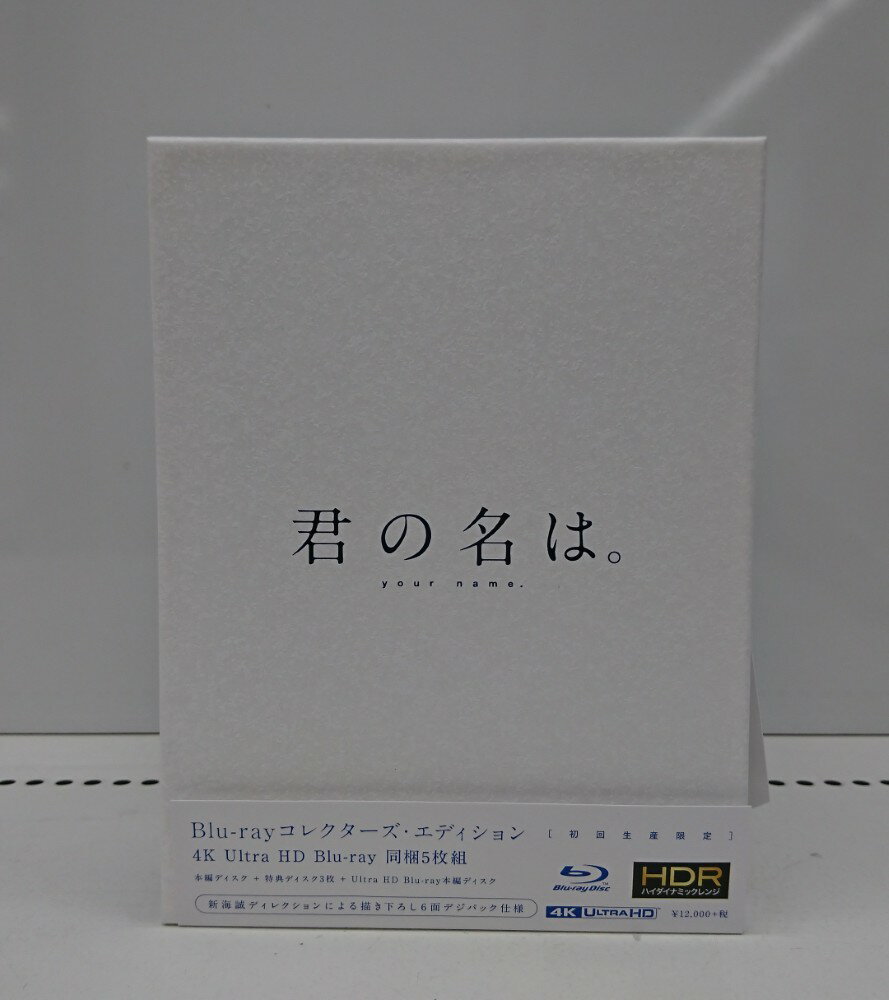 君の名は。
your name.
Blu-rayコレクターズ・エディション
[初回生産限定]
4K Ultra HD Blu-ray 同梱5枚組
本編ディスク + 特典ディスク3枚 + Ultra HD Blu-ray本編ディスク
新海誠ディレクションによる描き下ろし6面デジパック仕様
Blu-ray Disc™
HDR
ハイダイナミックレンジ
4K ULTRA HD™
¥12,000+税